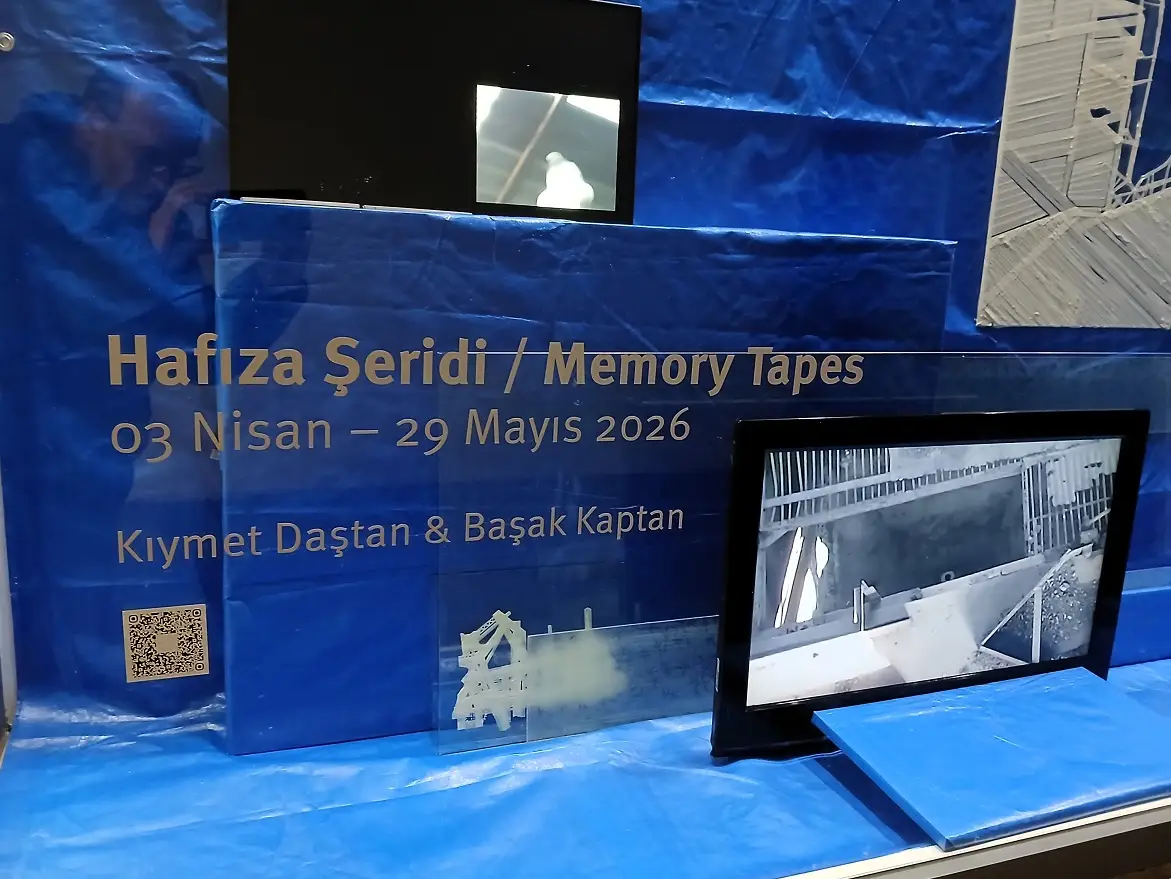 Hafıza Şeridi / Memory Tapes
03 Nisan – 29 Mayıs 2026
Kıymet Daştan & Başak Kaptan